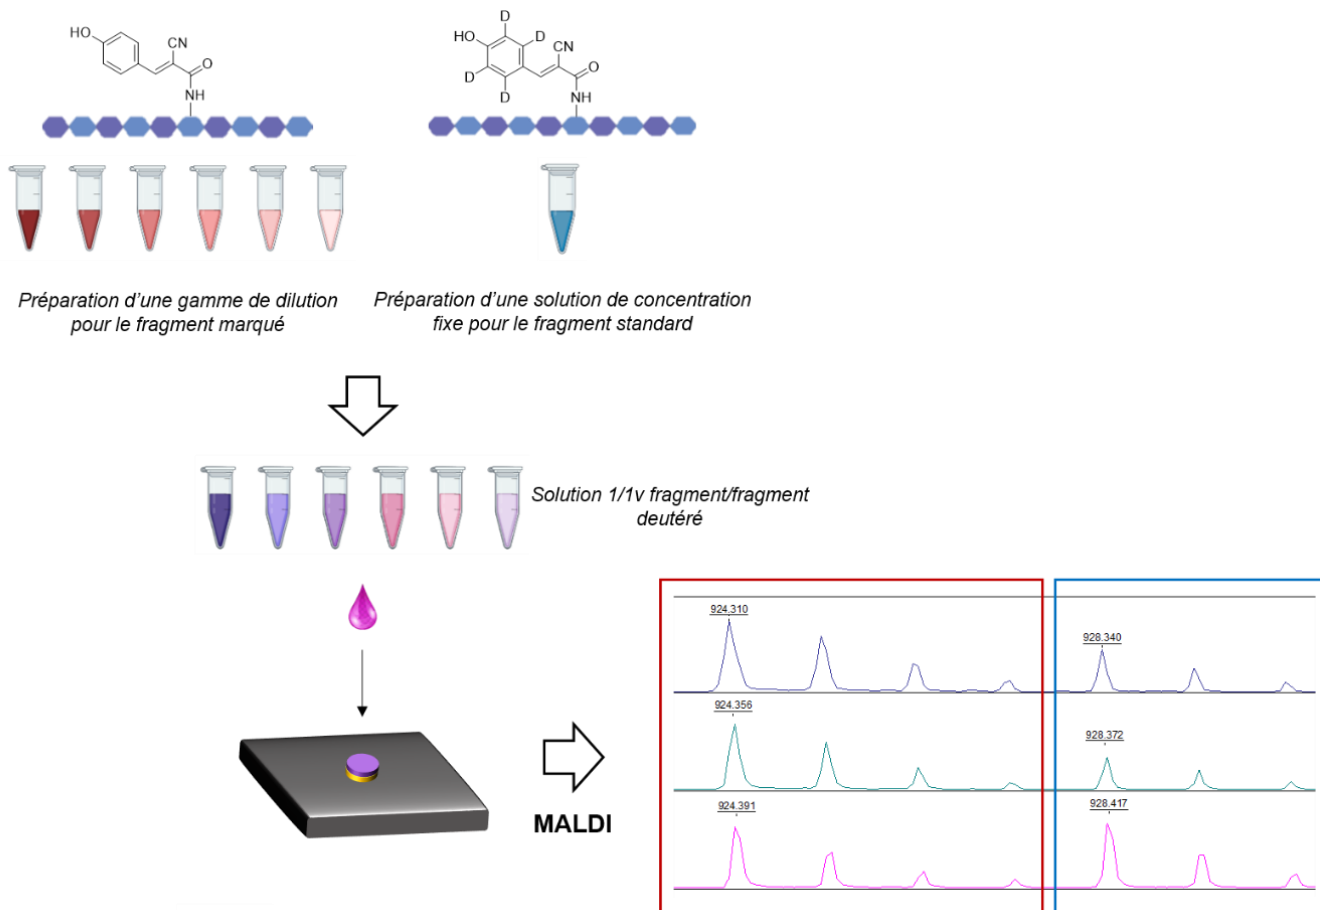 HO
CN
O
NH
D
HO
D
CN
D
O
D
NH
Préparation d'une gamme de dilution
pour le fragment marqué
Préparation d'une solution de concentration
fixe pour le fragment standard
Solution 1/1v fragment/fragment
deutéré
MALDI
924.310
928.340
924.356
928.372
924.391
928.417